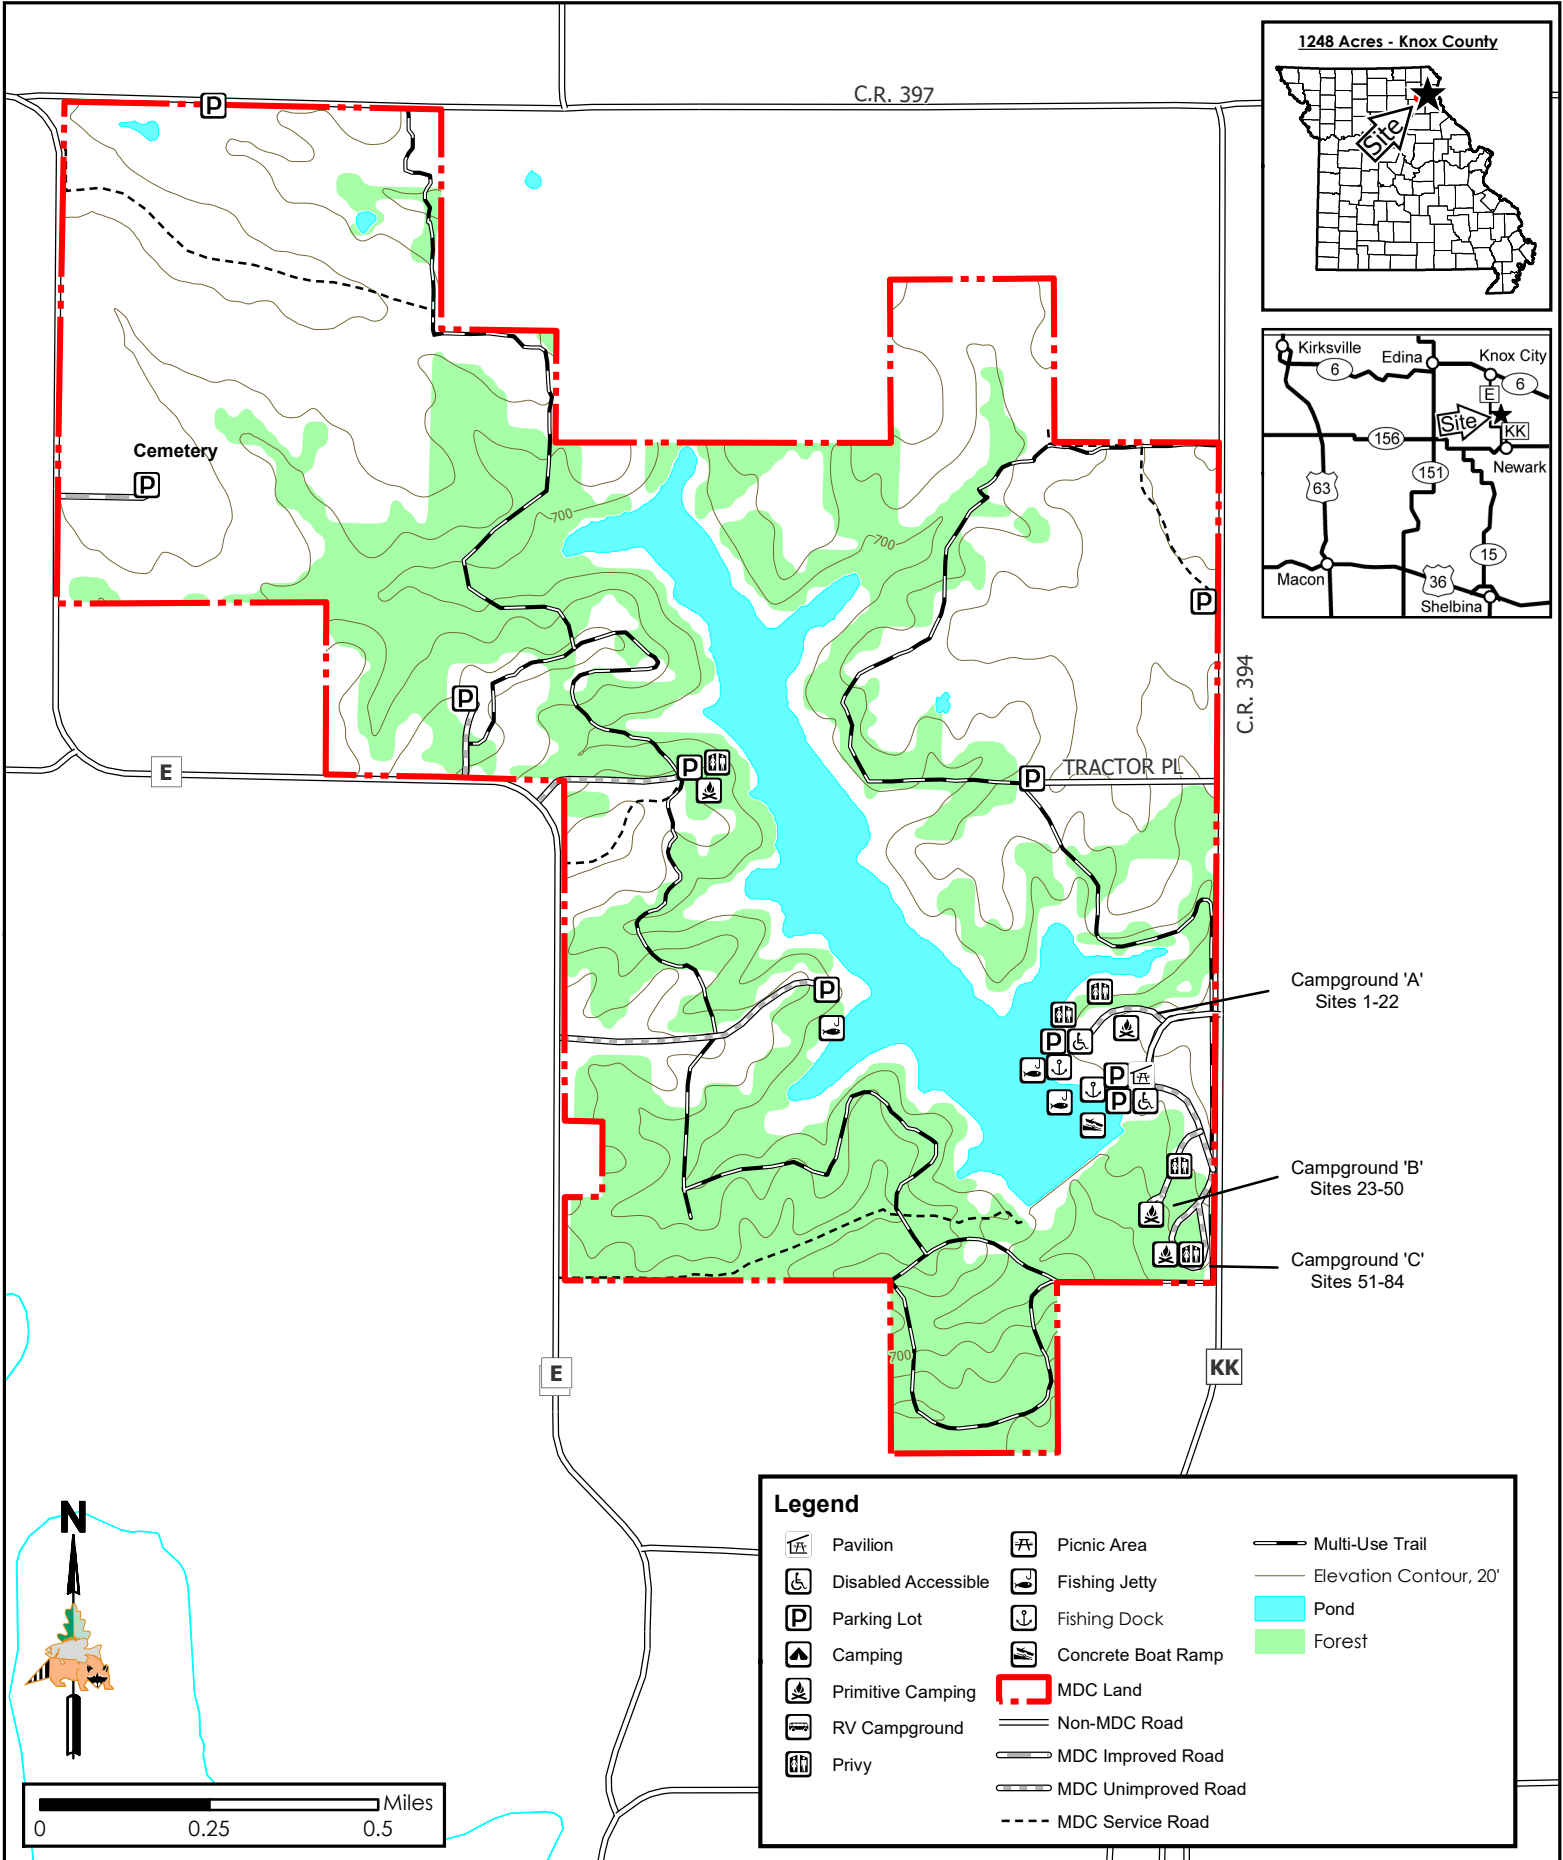 1248 Acres - Knox County
Site
Kirksville
Edina
Knox City
6
6
E
Site
KK
156
Newark
151
63
15
Macon
36
Shelbina
C.R. 397
P
Cemetery
P
700
700
P
C.R. 394
P
E
P
P
TRACTOR PL
P
Campground 'A'
Sites 1-22
P
P
P
Campground 'B'
Sites 23-50
Campground 'C'
Sites 51-84
700
E
KK
N
Miles
0
0.25
0.5
Legend
Pavilion
Disabled Accessible
P Parking Lot
Camping
Primitive Camping
RV Campground
Privy
Picnic Area
Fishing Jetty
Fishing Dock
Concrete Boat Ramp
MDC Land
Non-MDC Road
MDC Improved Road
MDC Unimproved Road
MDC Service Road
Multi-Use Trail
Elevation Contour, 20'
Pond
Forest